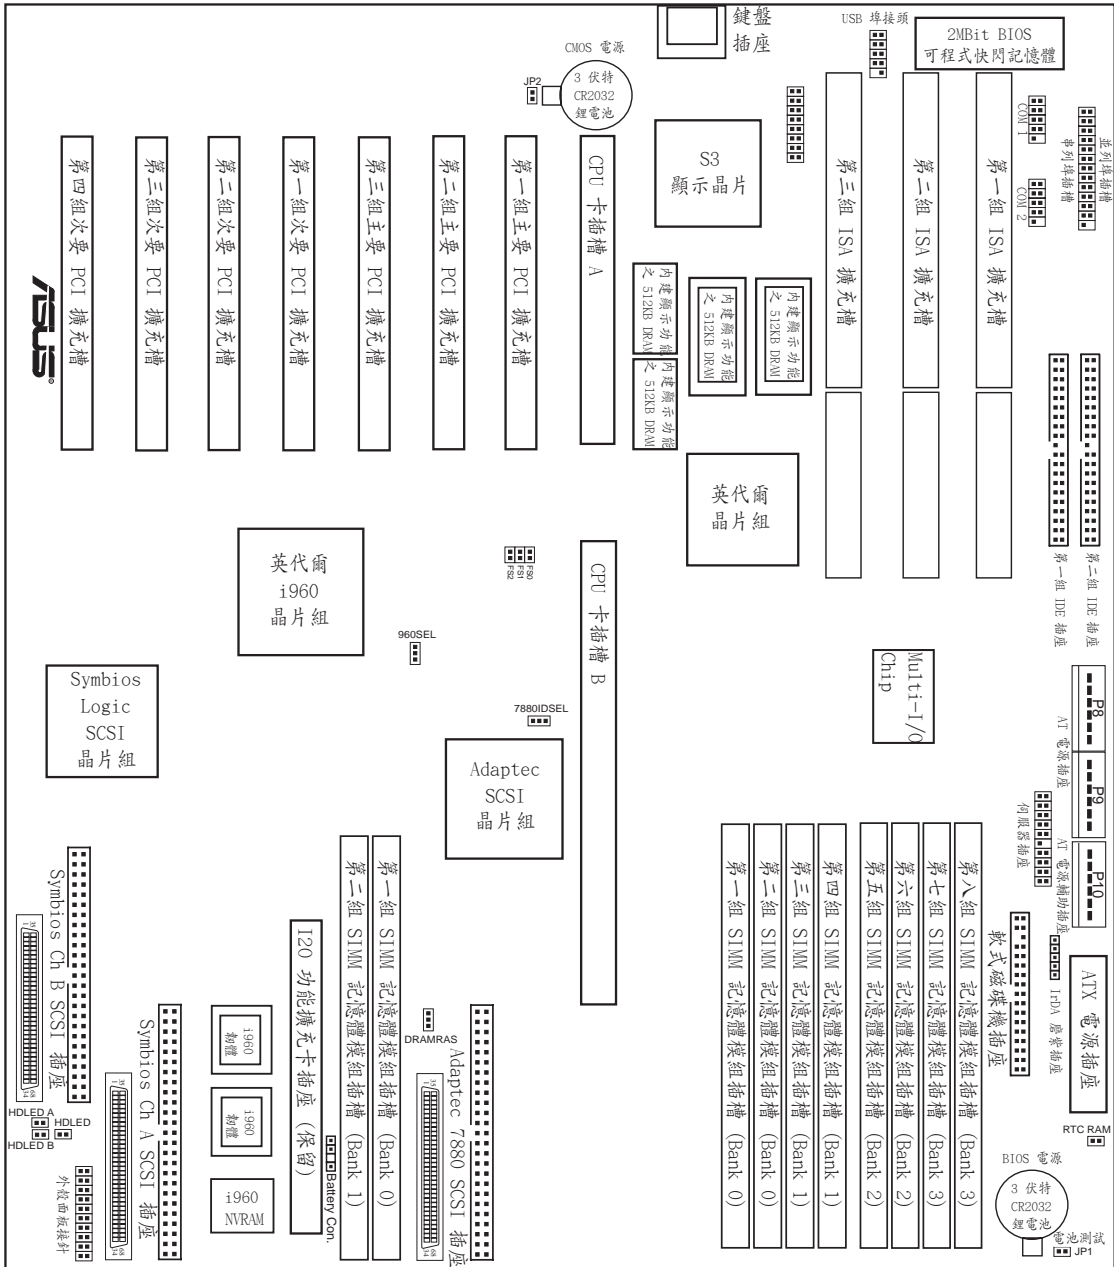 鍵盤
插座
USB 埠接頭
2MBit BIOS
可程式快閃記憶體
CMOS 電源
JP2
3 伏特
CR2032
鋰電池
COM 1
COM 2
並列埠插槽
串列埠插槽
第四組次要 PCI 擴充槽
第三組次要 PCI 擴充槽
第二組次要 PCI 擴充槽
第一組次要 PCI 擴充槽
第三組主要 PCI 擴充槽
第二組主要 PCI 擴充槽
第一組主要 PCI 擴充槽
CPU 卡插槽 A
S3
顯示晶片
第三組 ISA 擴充槽
第二組 ISA 擴充槽
第一組 ISA 擴充槽
ASUS®
內建顯示功能
之 512KB DRAM
內建顯示功能
之 512KB DRAM
內建顯示功能
之 512KB DRAM
內建顯示功能
之 512KB DRAM
英代爾
晶片組
第一組 IDE 插座
第二組 IDE 插座
英代爾
i960
晶片組
FS2
FS1
FS0
CPU 卡插槽 B
960SEL
Symbios
Logic
SCSI
晶片組
7880IDSEL
Adaptec
SCSI
晶片組
Multi-I/O
Chip
P8
P9
P10
AT 電源插座
AT 電源輔助插座
伺服器插座
Symbios Ch B SCSI 插座
35
1
68
34
Symbios Ch A SCSI 插座
35
1
68
34
I2O 功能擴充卡插座 (保留)
第二組 SIMM 記憶體模組插槽 (Bank 1)
第一組 SIMM 記憶體模組插槽 (Bank 0)
DRAMRAS
Adaptec 7880 SCSI 插座
35
1
68
34
第一組 SIMM 記憶體模組插槽 (Bank 0)
第二組 SIMM 記憶體模組插槽 (Bank 0)
第三組 SIMM 記憶體模組插槽 (Bank 1)
第四組 SIMM 記憶體模組插槽 (Bank 1)
第五組 SIMM 記憶體模組插槽 (Bank 2)
第六組 SIMM 記憶體模組插槽 (Bank 2)
第七組 SIMM 記憶體模組插槽 (Bank 3)
第八組 SIMM 記憶體模組插槽 (Bank 3)
軟式磁碟機插座
IrDA 插座
ATX 電源插座
i960
韌體
i960
韌體
i960
NVRAM
Battery Con.
HDLED A
HDLED
HDLED B
外殼面板接針
RTC RAM
BIOS 電源
3 伏特
CR2032
鋰電池
電池測試
JP1